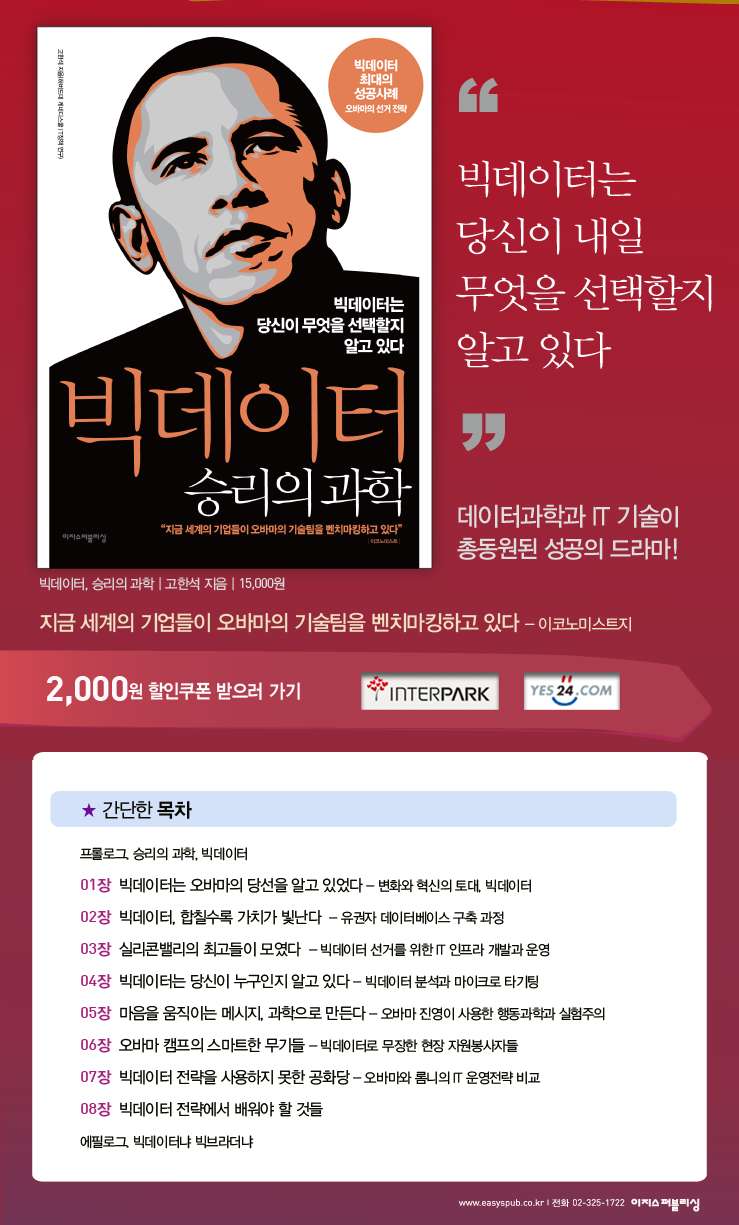 빅데이터
최대의
성공사례
오바마의 선거 전략
빅데이터는
당신이 무엇을 선택할지
알고 있다
빅데이터
승리의 과학
“지금 세계의 기업들이 오바마의 기술팀을 벤치마킹하고 있다”
| 이코노미스트 |
이지스퍼블리싱
“
빅데이터는
당신이 내일
무엇을 선택할지
알고 있다
”
데이터과학과 IT 기술이
총동원된 성공의 드라마!
빅데이터, 승리의 과학 | 고한석 지음 | 15,000원
지금 세계의 기업들이 오바마의 기술팀을 벤치마킹하고 있다 – 이코노미스트지
2,000원 할인쿠폰 받으러 가기
INTERPARK
YES24.COM
★ 간단한 목차
프롤로그, 승리의 과학, 빅데이터
01장 빅데이터는 오바마의 당선을 알고 있었다 – 변화와 혁신의 토대, 빅데이터
02장 빅데이터, 합칠수록 가치가 빛난다 – 유권자 데이터베이스 구축 과정
03장 실리콘밸리의 최고들이 모였다 – 빅데이터 선거를 위한 IT 인프라 개발과 운영
04장 빅데이터는 당신이 누구인지 알고 있다 – 빅데이터 분석과 마이크로 타기팅
05장 마음을 움직이는 메시지, 과학으로 만든다 – 오바마 진영이 사용한 행동과학과 실험주의
06장 오바마 캠프의 스마트한 무기들 – 빅데이터로 무장한 현장 자원봉사자들
07장 빅데이터 전략을 사용하지 못한 공화당 – 오바마와 롬니의 IT 운영전략 비교
08장 빅데이터 전략에서 배워야 할 것들
에필로그, 빅데이터냐 빅브라더냐
www.easyspub.co.kr | 전화 02-325-1722 이지스퍼블리싱